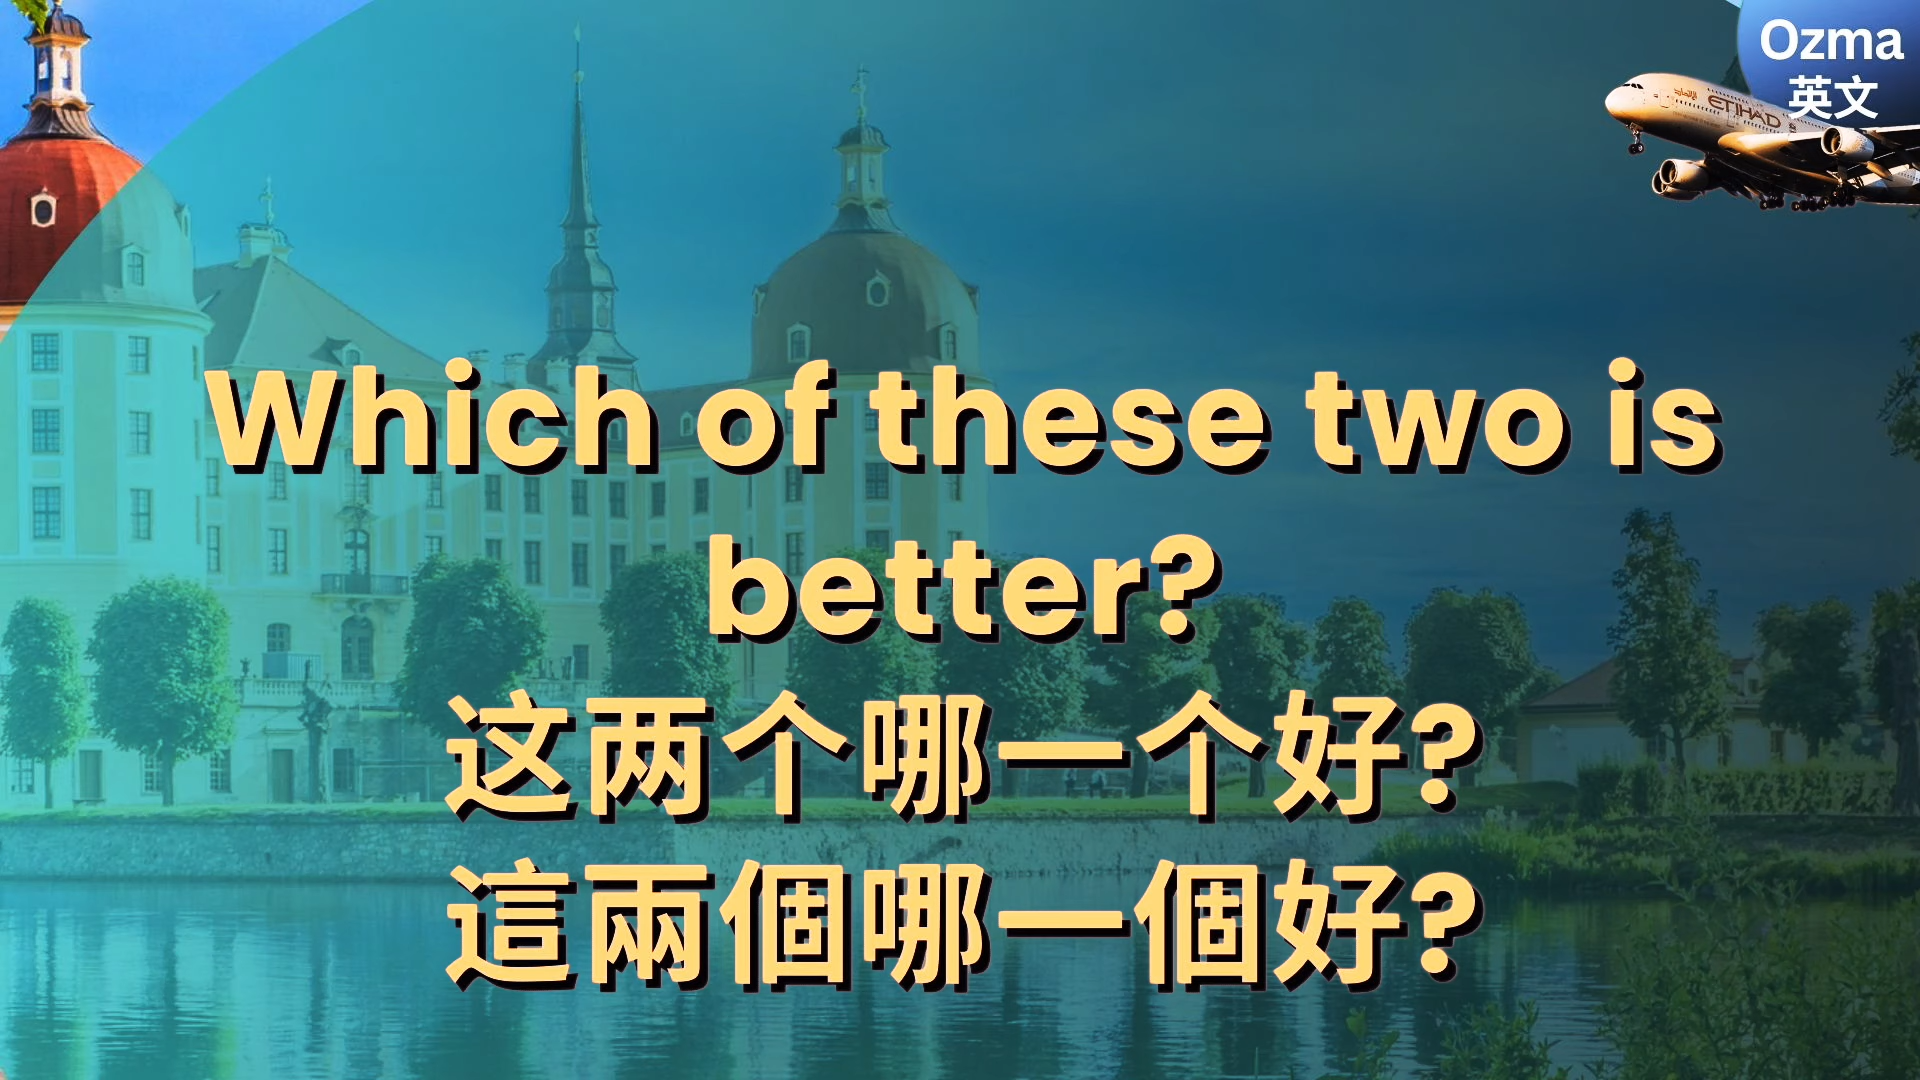 Ozma
英文
ETIHAD
Which of these two is
better?
这两个哪一个好?
這兩個哪一個好?